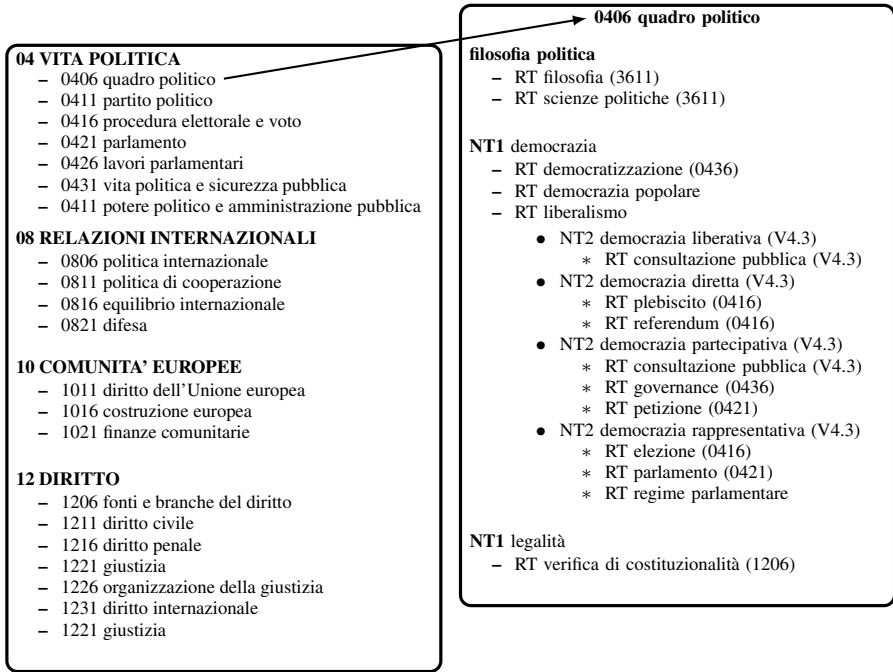 04 VITA POLITICA
– 0406 quadro politico
– 0411 partito politico
– 0416 procedura elettorale e voto
– 0421 parlamento
– 0426 lavori parlamentari
– 0431 vita politica e sicurezza pubblica
– 0411 potere politico e amministrazione pubblica
08 RELAZIONI INTERNAZIONALI
– 0806 politica internazionale
– 0811 politica di cooperazione
– 0816 equilibrio internazionale
– 0821 difesa
10 COMUNITA' EUROPEE
– 1011 diritto dell'Unione europea
– 1016 costruzione europea
– 1021 finanze comunitarie
12 DIRITTO
– 1206 fonti e branche del diritto
– 1211 diritto civile
– 1216 diritto penale
– 1221 giustizia
– 1226 organizzazione della giustizia
– 1231 diritto internazionale
– 1221 giustizia
0406 quadro politico
filosofia politica
– RT filosofia (3611)
– RT scienze politiche (3611)
NT1 democrazia
– RT democratizzazione (0436)
– RT democrazia popolare
– RT liberalismo
• NT2 democrazia liberativa (V4.3)
* RT consultazione pubblica (V4.3)
• NT2 democrazia diretta (V4.3)
* RT plebiscito (0416)
* RT referendum (0416)
• NT2 democrazia partecipativa (V4.3)
* RT consultazione pubblica (V4.3)
* RT governance (0436)
* RT petizione (0421)
• NT2 democrazia rappresentativa (V4.3)
* RT elezione (0416)
* RT parlamento (0421)
* RT regime parlamentare
NT1 legalità
– RT verifica di costituzionalità (1206)